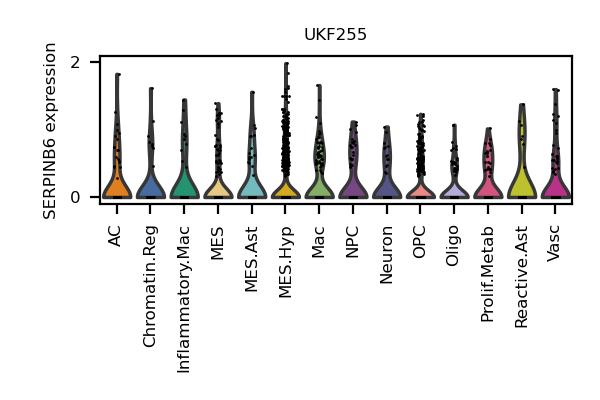 UKF255
SERPINB6 expression
2
0
AC
Chromatin.Reg
Inflammatory.Mac
MES
MES.Ast
MES.Hyp
Mac
NPC
Neuron
OPC
Oligo
Prolif.Metab
Reactive.Ast
Vasc